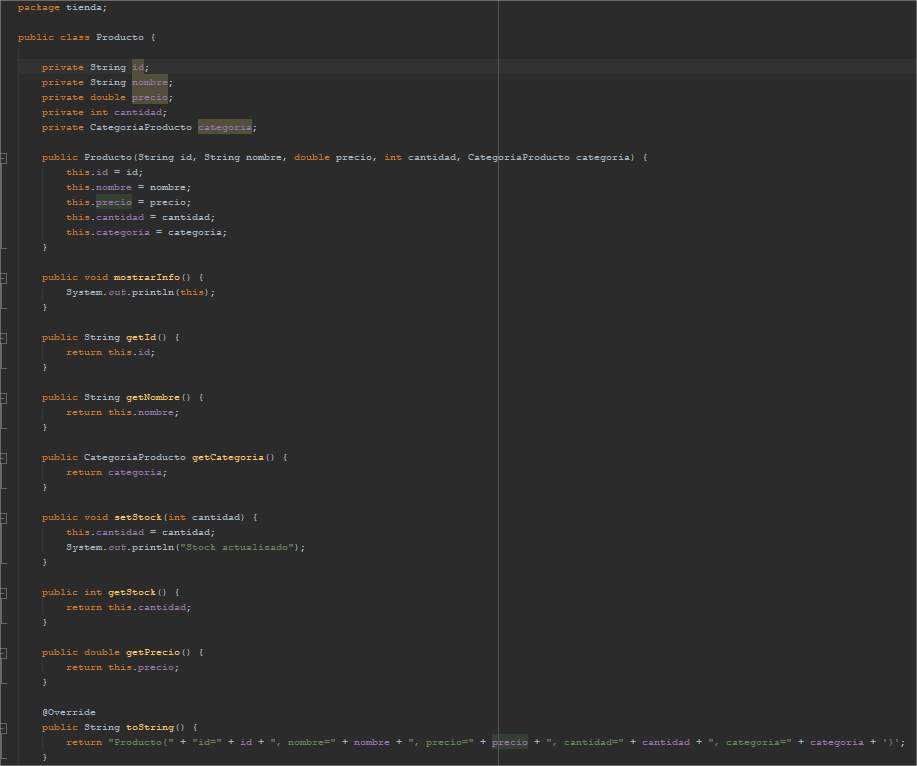 package tienda;
public class Producto {
private String id;
private String nombre;
private double precio;
private int cantidad;
private CategoriaProducto categoria;
public Producto(String id, String nombre, double precio, int cantidad, CategoriaProducto categoria) {
this.id = id;
this.nombre = nombre;
this.precio = precio;
this.cantidad = cantidad;
this.categoria = categoria;
}
public void mostrarInfo() {
System.out.println(this);
}
public String getId() {
return this.id;
}
public String getNombre() {
return this.nombre;
}
public CategoriaProducto getCategoria() {
return categoria;
}
public void setStock(int cantidad) {
this.cantidad = cantidad;
System.out.println("Stock actualizado");
}
public int getStock() {
return this.cantidad;
}
public double getPrecio() {
return this.precio;
}
@Override
public String toString() {
return "Producto{" + "id=" + id + ", nombre=" + nombre + ", precio=" + precio + ", cantidad=" + cantidad + ", categoria=" + categoria + '}';
}